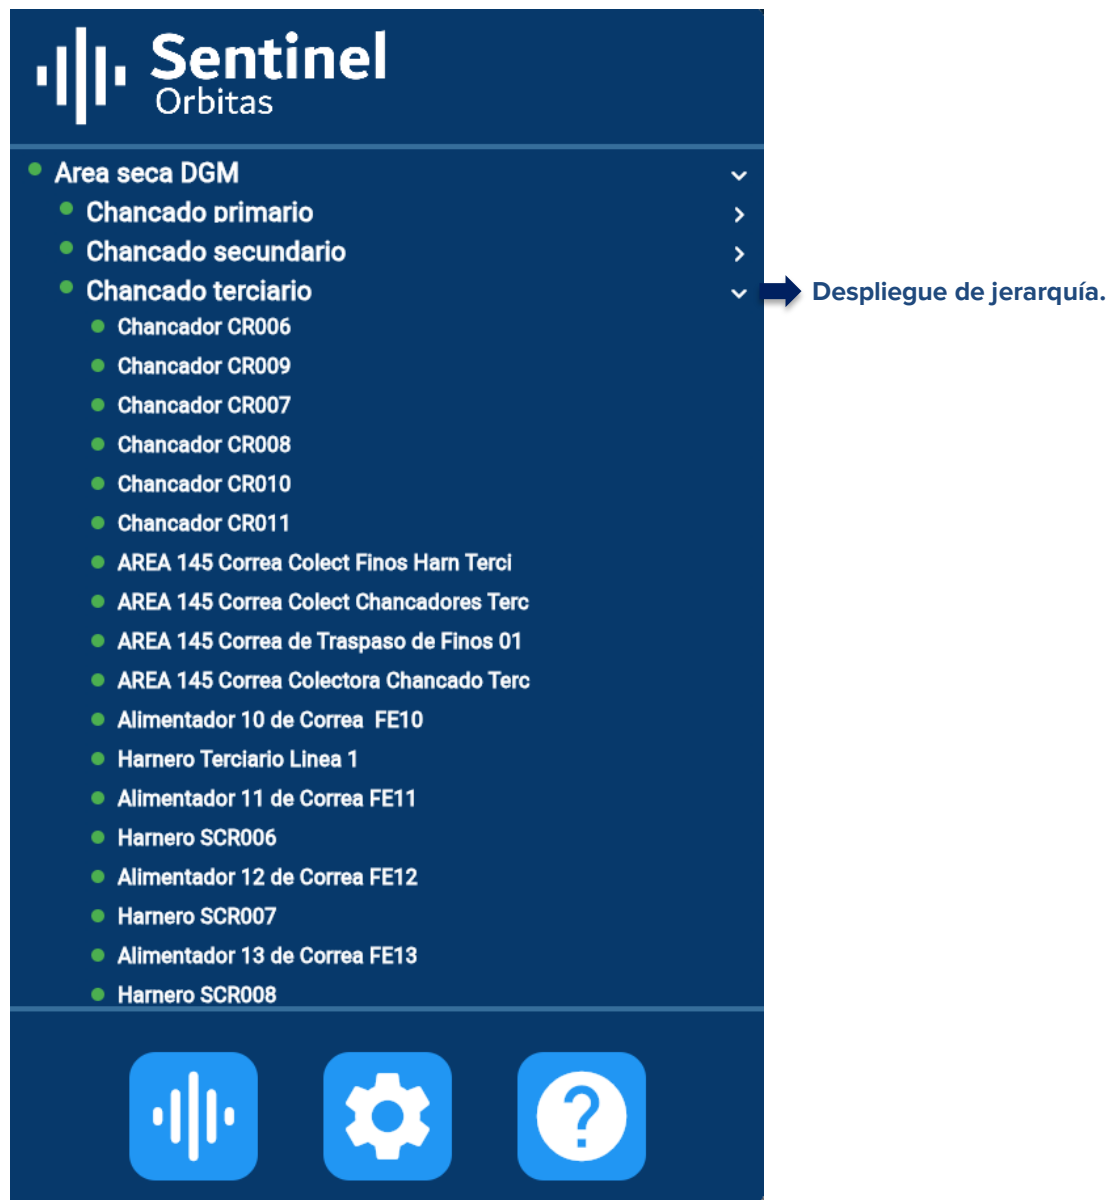 Sentinel
Orbitas
Area seca DGM
Chancado primario
Chancado secundario
Chancado terciario
Despliegue de jerarquía.
Chancador CR006
Chancador CR009
Chancador CR007
Chancador CR008
Chancador CR010
Chancador CR011
AREA 145 Correa Colect Finos Harn Terci
AREA 145 Correa Colect Chancadores Terc
AREA 145 Correa de Traspaso de Finos 01
AREA 145 Correa Colectora Chancado Terc
Alimentador 10 de Correa  FE10
Harnero Terciario Linea 1
Alimentador 11 de Correa FE11
Harnero SCR006
Alimentador 12 de Correa FE12
Harnero SCR007
Alimentador 13 de Correa FE13
Harnero SCR008